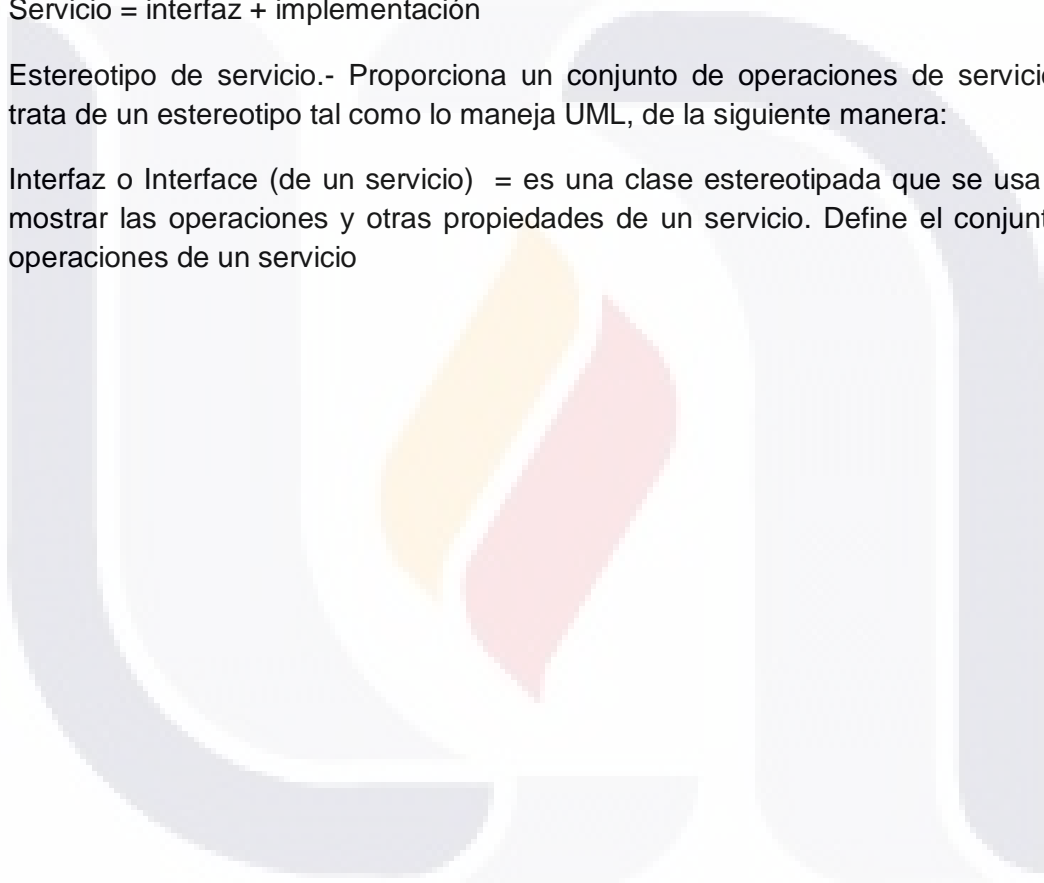 Servicio = interfaz + implementación
Estereotipo de servicio.- Proporciona un conjunto de operaciones de servicio
trata de un estereotipo tal como lo maneja UML, de la siguiente manera:
Interfaz o Interface (de un servicio) = es una clase estereotipada que se usa
mostrar las operaciones y otras propiedades de un servicio. Define el
operaciones de un servicio